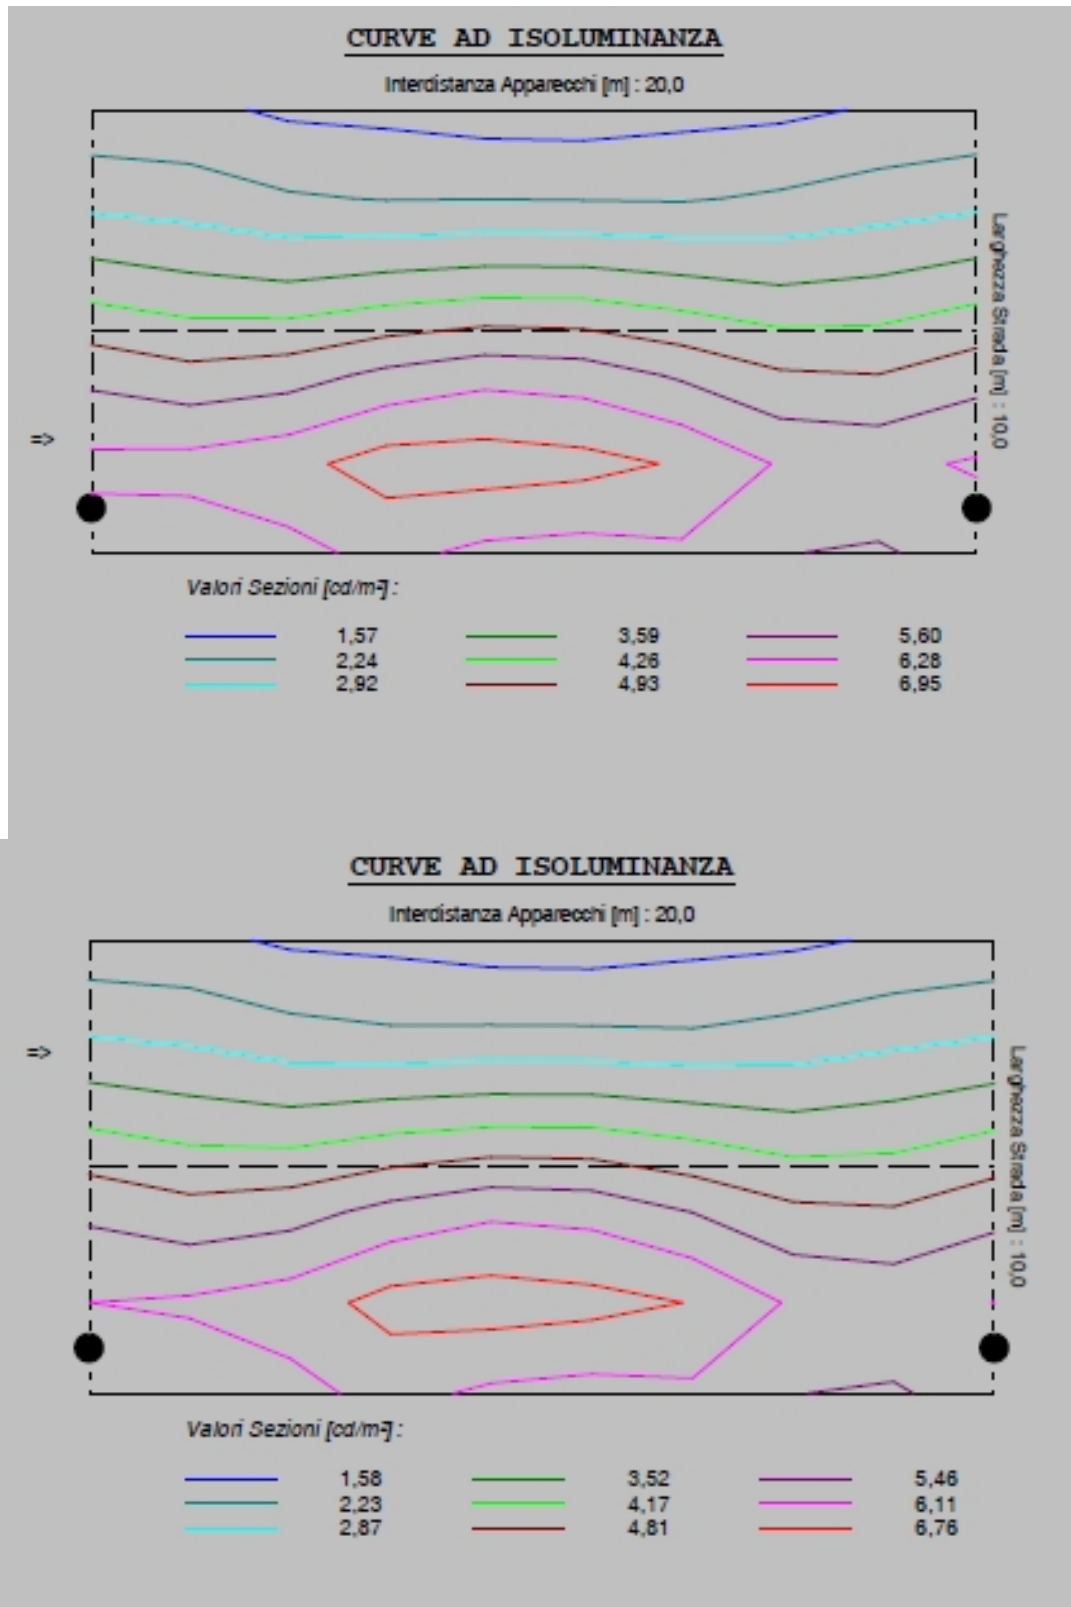 CURVE AD ISOLUMINANZA
Interdistanza Apparecchi [m] : 20,0
Larghezza Strada [m] : 10,0
=>
Valori Sezioni [cd/m²] :
1,57 3,59 5,60
2,24 4,26 6,28
2,92 4,93 6,95
CURVE AD ISOLUMINANZA
Interdistanza Apparecchi [m] : 20,0
=>
Larghezza Strada [m] : 10,0
Valori Sezioni [cd/m²] :
1,58 3,52 5,46
2,23 4,17 6,11
2,87 4,81 6,76